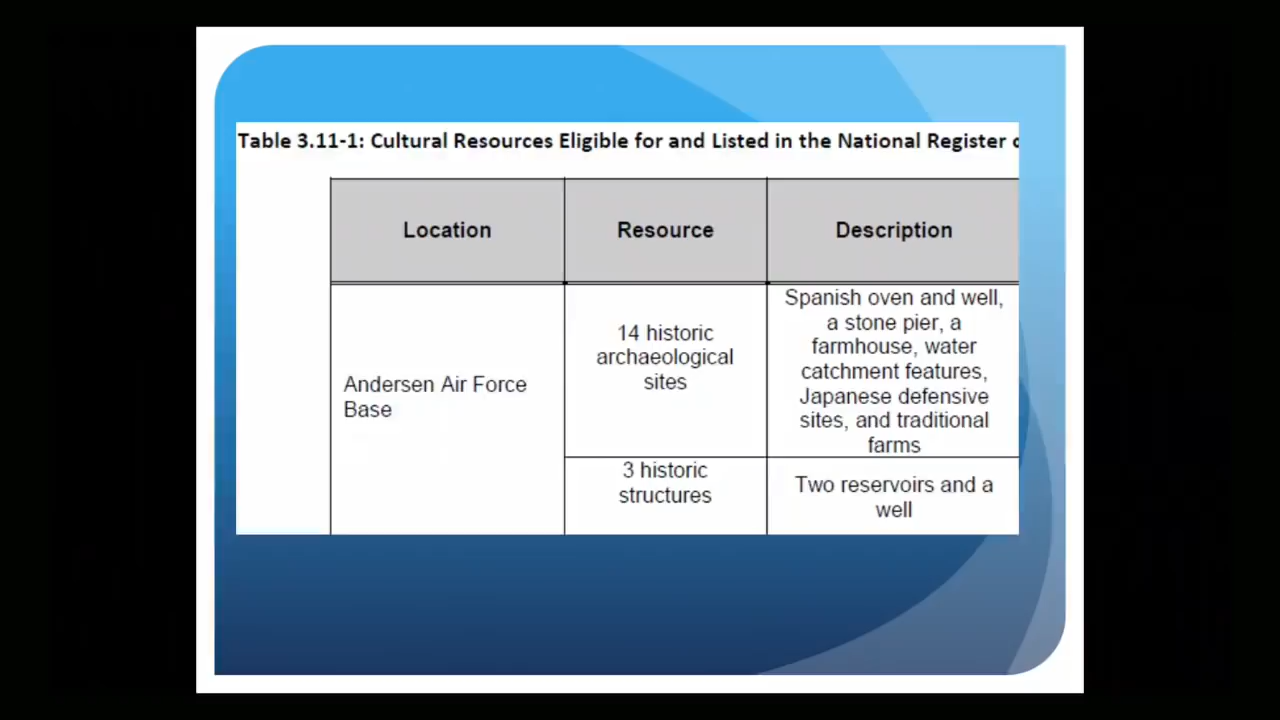 Table 3.11-1: Cultural Resources Eligible for and Listed in the National Register
Location
Resource
Description
Andersen Air Force
Base
14 historic
archaeological
sites
Spanish oven and well,
a stone pier, a
farmhouse, water
catchment features,
Japanese defensive
sites, and traditional
farms
3 historic
structures
Two reservoirs and a
well